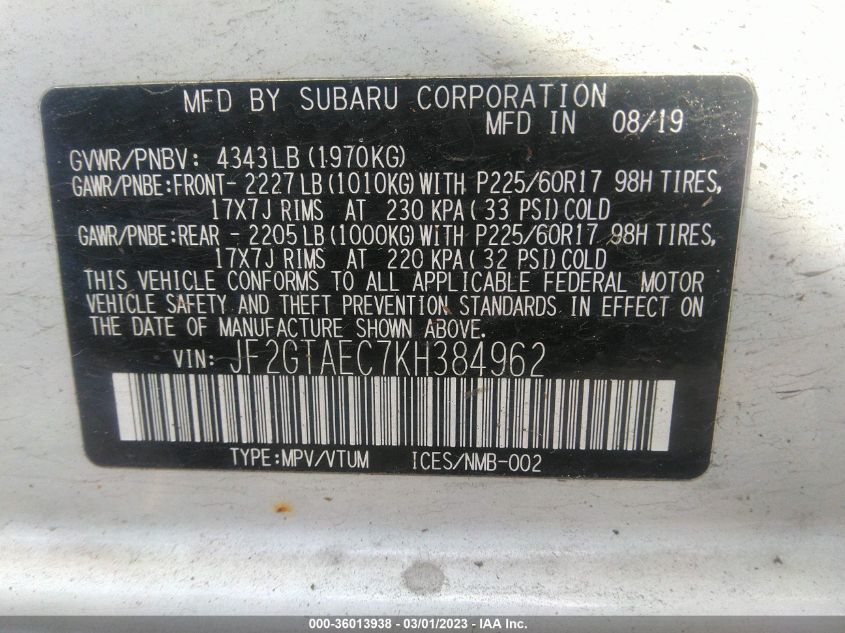 MFD BY SUBARU CORPORATION
MFD IN 08/19
GVWR/PNBV: 4343LB (1970KG)
GAWR/PNBE:FRONT- 2227LB (1010KG) WITH P225/60R17 98H TIRES,
17X7J RIMS AT 230 KPA (33 PSI) COLD
GAWR/PNBE:REAR - 2205LB (1000KG) WITH P225/60R17 98H TIRES,
17X7J RIMS AT 220 KPA (32 PSI) COLD
THIS VEHICLE CONFORMS TO ALL APPLICABLE FEDERAL MOTOR
VEHICLE SAFETY AND THEFT PREVENTION STANDARDS IN EFFECT ON
THE DATE OF MANUFACTURE SHOWN ABOVE.
VIN: JF2GTAEC7KH384962
TYPE:MPV/VTUM ICES/NMB-002
000-36013938 - 03/01/2023 - IAA Inc.